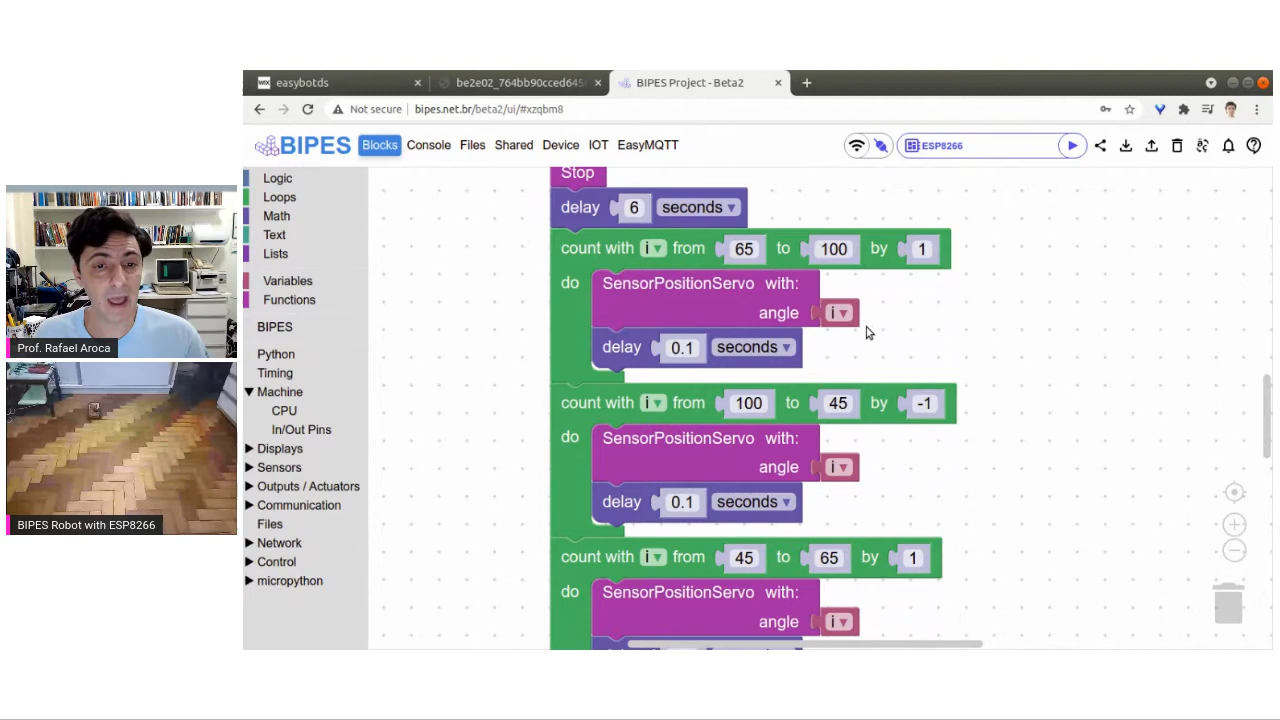 WIX easybot.ds
be2e02_764bb90cced645
BIPES Project - Beta2
Not secure bipes.net.br/beta2/ui/#xzqbm8
BIPES Blocks Console Files Shared Device IOT EasyMQTT ESP8266
Logic
Loops
Math
Text
Lists
Variables
Functions
BIPES
Python
Timing
Machine
CPU
In/Out Pins
Displays
Sensors
Outputs / Actuators
Communication
Files
Network
Control
micropython
Stop
delay 6 seconds
count with i from 65 to 100 by 1
do SensorPositionServo with:
angle i
delay 0.1 seconds
count with i from 100 to 45 by -1
do SensorPositionServo with:
angle i
delay 0.1 seconds
count with i from 45 to 65 by 1
do SensorPositionServo with:
angle i
Prof. Rafael Aroca
BIPES Robot with ESP8266